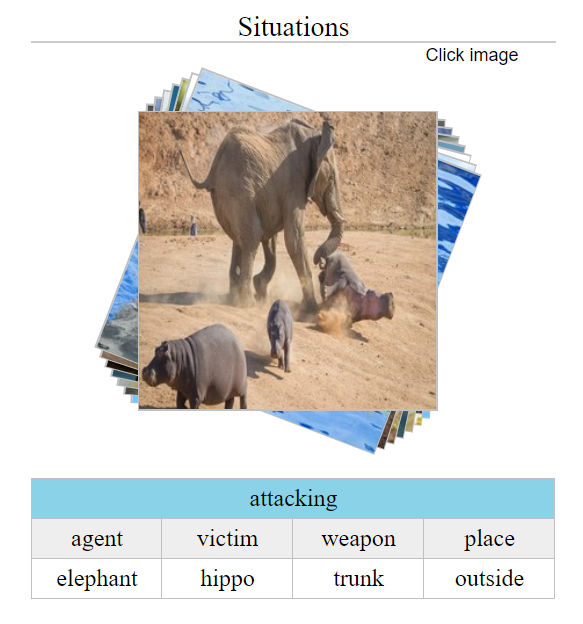 Situations
Click image
attacking
agent victim weapon place
elephant hippo trunk outside